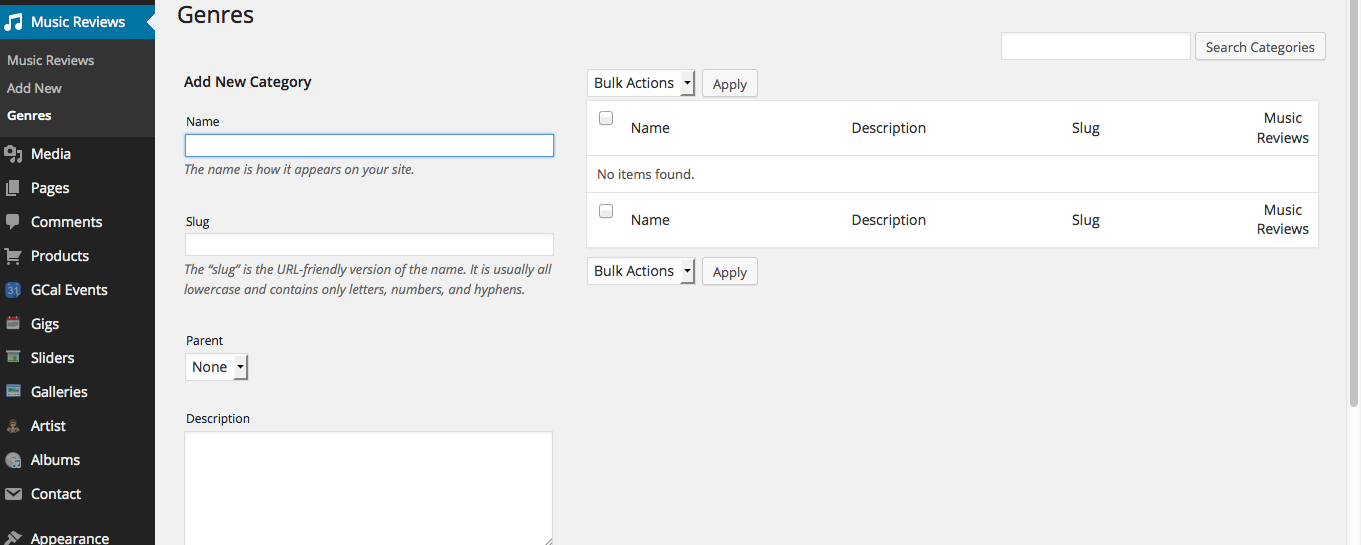 Music Reviews
Music Reviews
Add New
Genres
Media
Pages
Comments
Products
31
GCal Events
Gigs
Sliders
Galleries
Artist
Albums
Contact
Appearance
Genres
Search Categories
Add New Category
Name
The name is how it appears on your site.
Slug
The “slug” is the URL-friendly version of the name. It is usually all
lowercase and contains only letters, numbers, and hyphens.
Parent
None
Description
Bulk Actions Apply
Name Description Slug Music
Reviews
No items found.
Name Description Slug Music
Reviews
Bulk Actions Apply